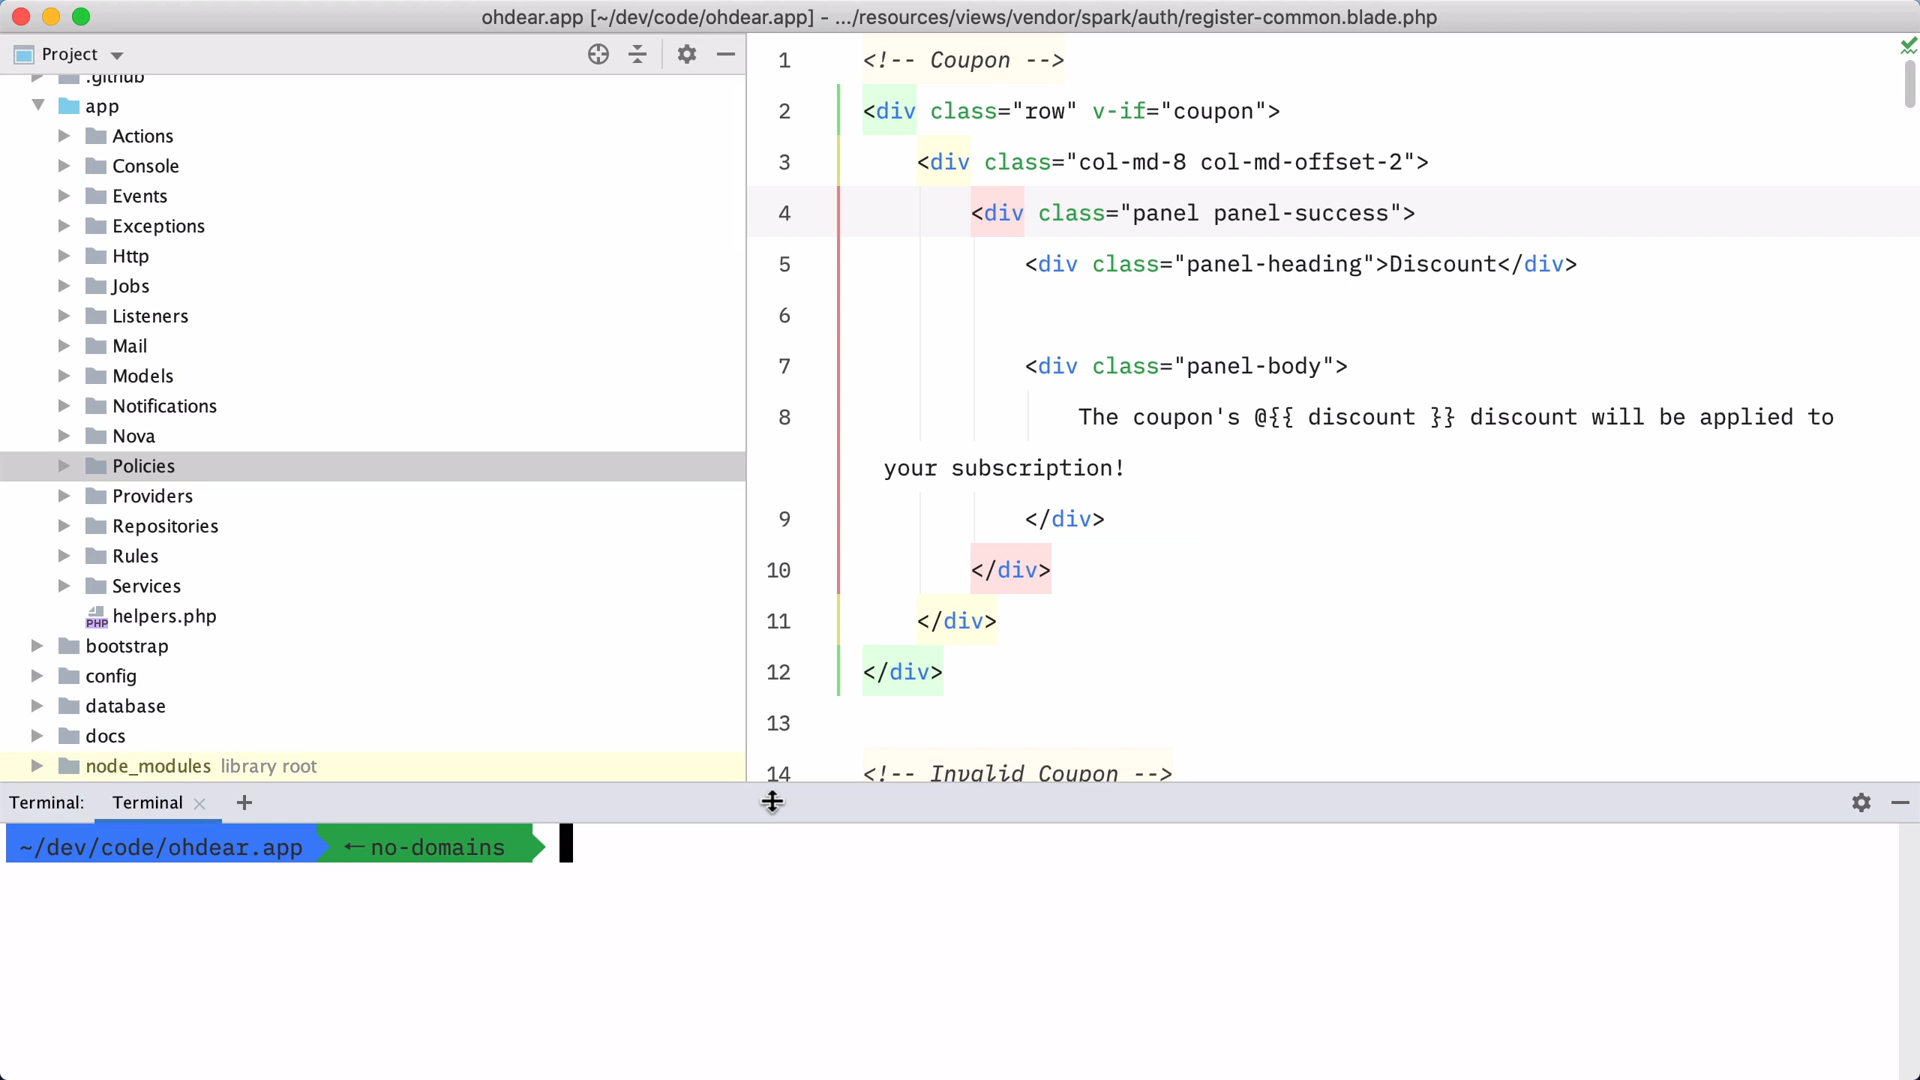 ohdear.app [~/dev/code/ohdear.app] - .../resources/views/vendor/spark/auth/register-common.blade.php
Project
.github
app
Actions
Console
Events
Exceptions
Http
Jobs
Listeners
Mail
Models
Notifications
Nova
Policies
Providers
Repositories
Rules
Services
PHP helpers.php
bootstrap
config
database
docs
node_modules library root
1 <!-- Coupon -->
2 <div class="row" v-if="coupon">
3 <div class="col-md-8 col-md-offset-2">
4 <div class="panel panel-success">
5 <div class="panel-heading">Discount</div>
6
7 <div class="panel-body">
8 The coupon's @{{ discount }} discount will be applied to
your subscription!
9 </div>
10 </div>
11 </div>
12 </div>
13
14 <!-- Invalid Coupon -->
Terminal: Terminal × +
~/dev/code/ohdear.app ←no-domains